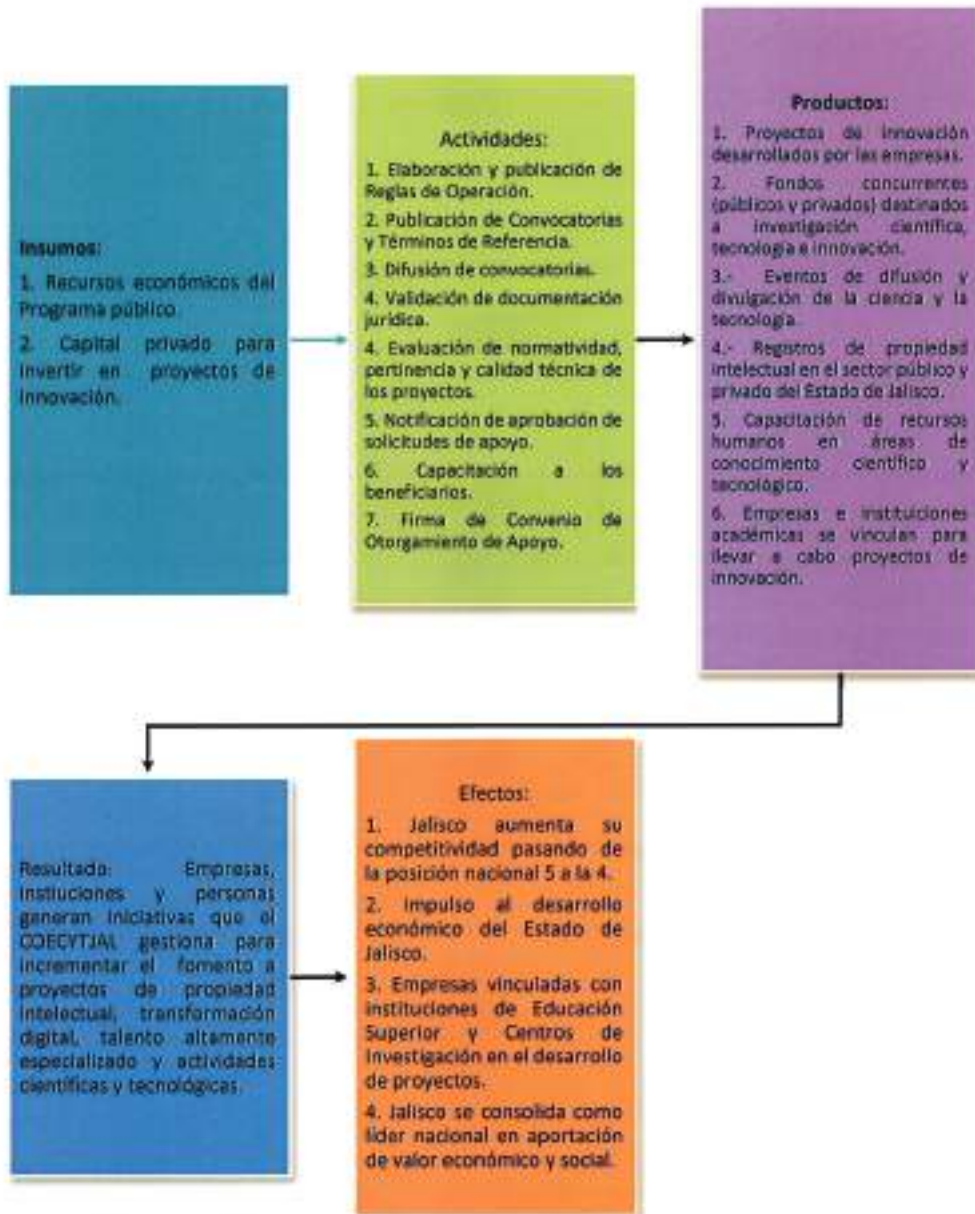 Insumos:
1. Recursos económicos del
Programa público.
2. Capital privado para
invertir en proyectos de
innovación.
Actividades:
1. Elaboración y publicación de
Reglas de Operación.
2. Publicación de Convocatorias
y Términos de Referencia.
3. Difusión de convocatorias.
4. Validación de documentación
jurídica.
4. Evaluación de normatividad,
pertinencia y calidad técnica de
los proyectos.
5. Notificación de aprobación de
solicitudes de apoyo.
6. Capacitación a los
beneficiarios.
7. Firma de Convenio de
Otorgamiento de Apoyo.
Productos:
1. Proyectos de innovación
desarrollados por las empresas.
2. Fondos concurrentes
(públicos y privados) destinados
a investigación científica,
tecnología e innovación.
3.- Eventos de difusión y
divulgación de la ciencia y la
tecnología.
4.- Registros de propiedad
intelectual en el sector público y
privado del Estado de Jalisco.
5. Capacitación de recursos
humanos en áreas de
conocimiento científico y
tecnológico.
6. Empresas e instituiciones
académicas se vinculan para
llevar a cabo proyectos de
innovación.
Resultado: Empresas,
instituciones y personas
generan iniciativas que el
COECYTJAL gestiona para
incrementar el fomento a
proyectos de propiedad
intelectual, transformación
digital, talento altamente
especializado y actividades
científicas y tecnológicas.
Efectos:
1. Jalisco aumenta su
competitividad pasando de
la posición nacional 5 a la 4.
2. Impulso al desarrollo
económico del Estado de
Jalisco.
3. Empresas vinculadas con
instituciones de Educación
Superior y Centros de
Investigación en el desarrollo
de proyectos.
4. Jalisco se consolida como
líder nacional en aportación
de valor económico y social.